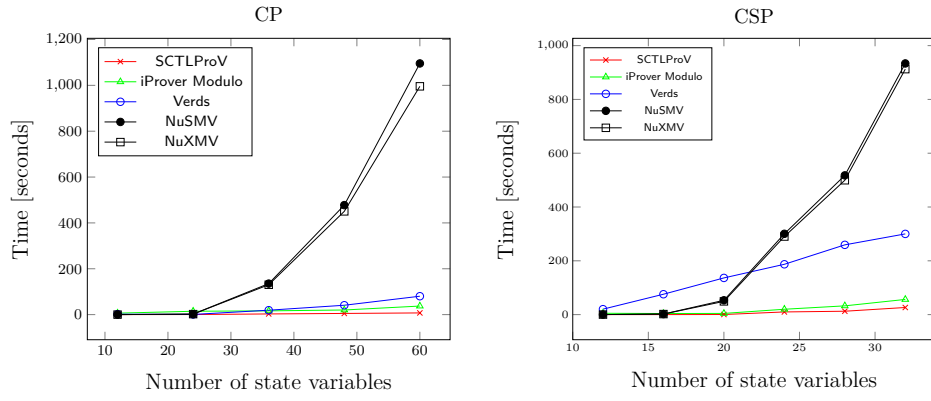 CP
1,200
1,000
800
600
400
200
0
10
20
30
40
50
60
Time [seconds]
Number of state variables
SCTLProV
iProver Modulo
Verds
NuSMV
NuXMV
CSP
1,000
800
600
400
200
0
10
15
20
25
30
Time [seconds]
Number of state variables
SCTLProV
iProver Modulo
Verds
NuSMV
NuXMV